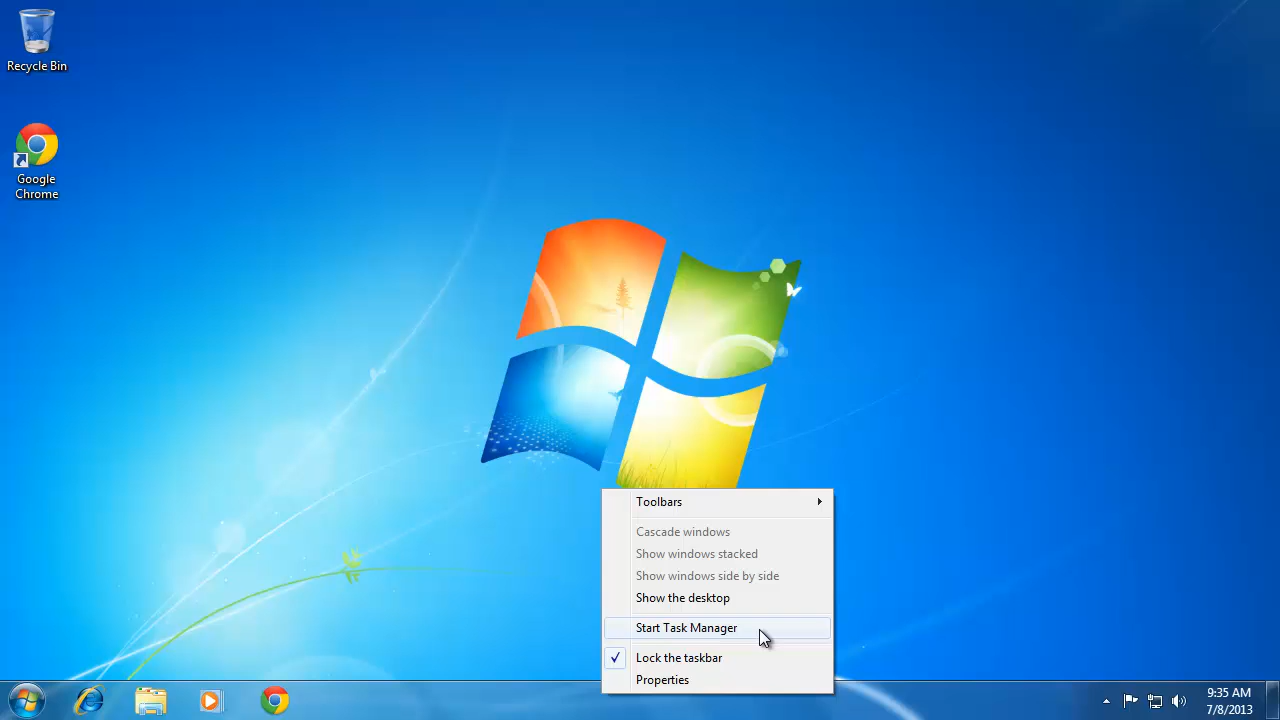 Recycle Bin
Google
Chrome
Toolbars
Cascade windows
Show windows stacked
Show windows side by side
Show the desktop
Start Task Manager
Lock the taskbar
Properties
9:35 AM
7/8/2013